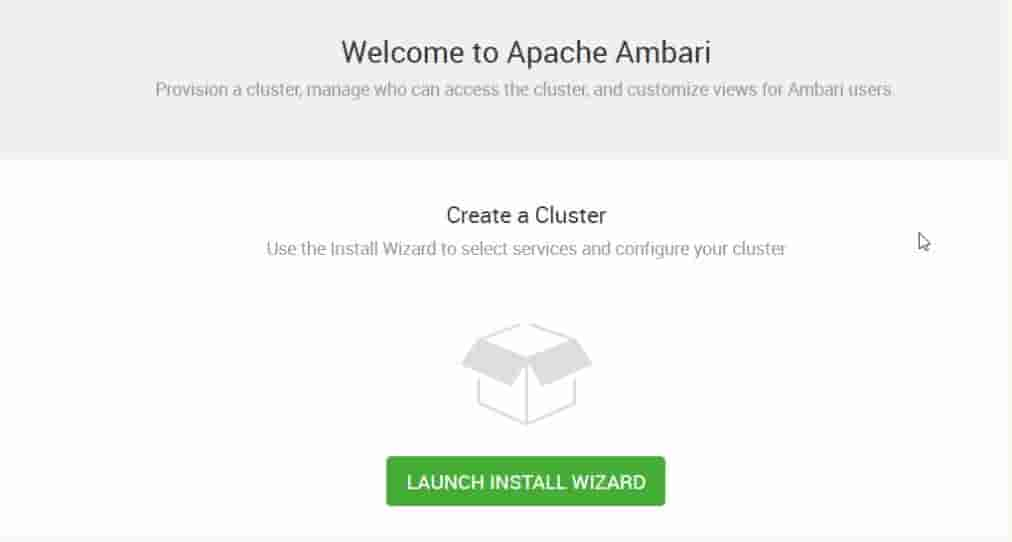 Welcome to Apache Ambari
Provision a cluster, manage who can access the cluster, and customize views for Ambari users.
Create a Cluster
Use the Install Wizard to select services and configure your cluster
LAUNCH INSTALL WIZARD